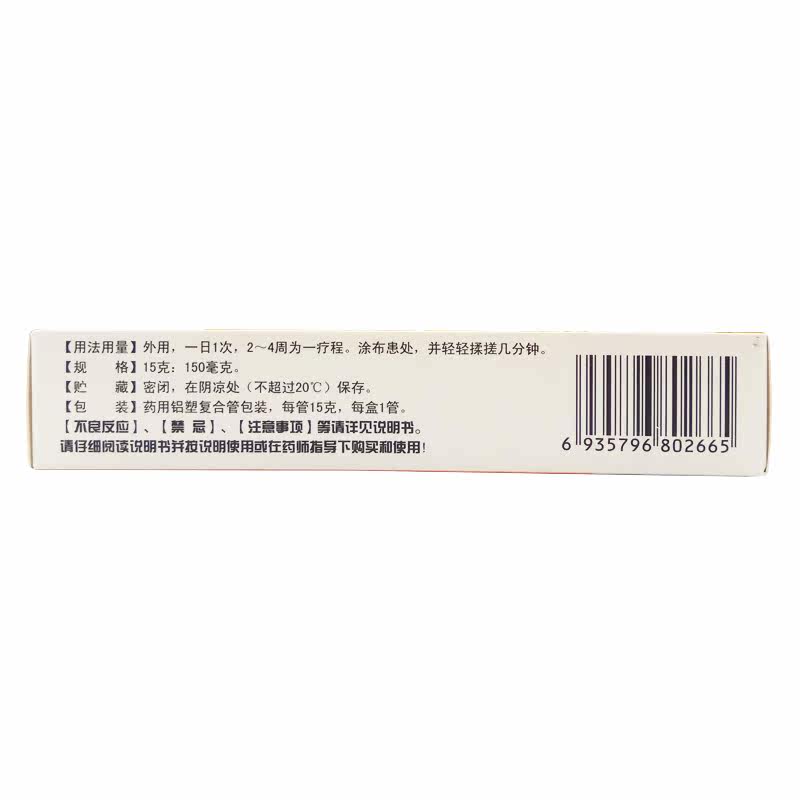 【用法用量】外用，一日1次，2～4周为一疗程。涂布患处，并轻轻揉搓几分钟。
【规　　格】15克：150毫克。
【贮　　藏】密闭，在阴凉处（不超过20℃）保存。
【包　　装】药用铝塑复合管包装，每管15克，每盒1管。
【不良反应】、【禁 忌】、【注意事项】等请详见说明书。
请仔细阅读说明书并按说明使用或在药师指导下购买和使用！
6 935796 802665